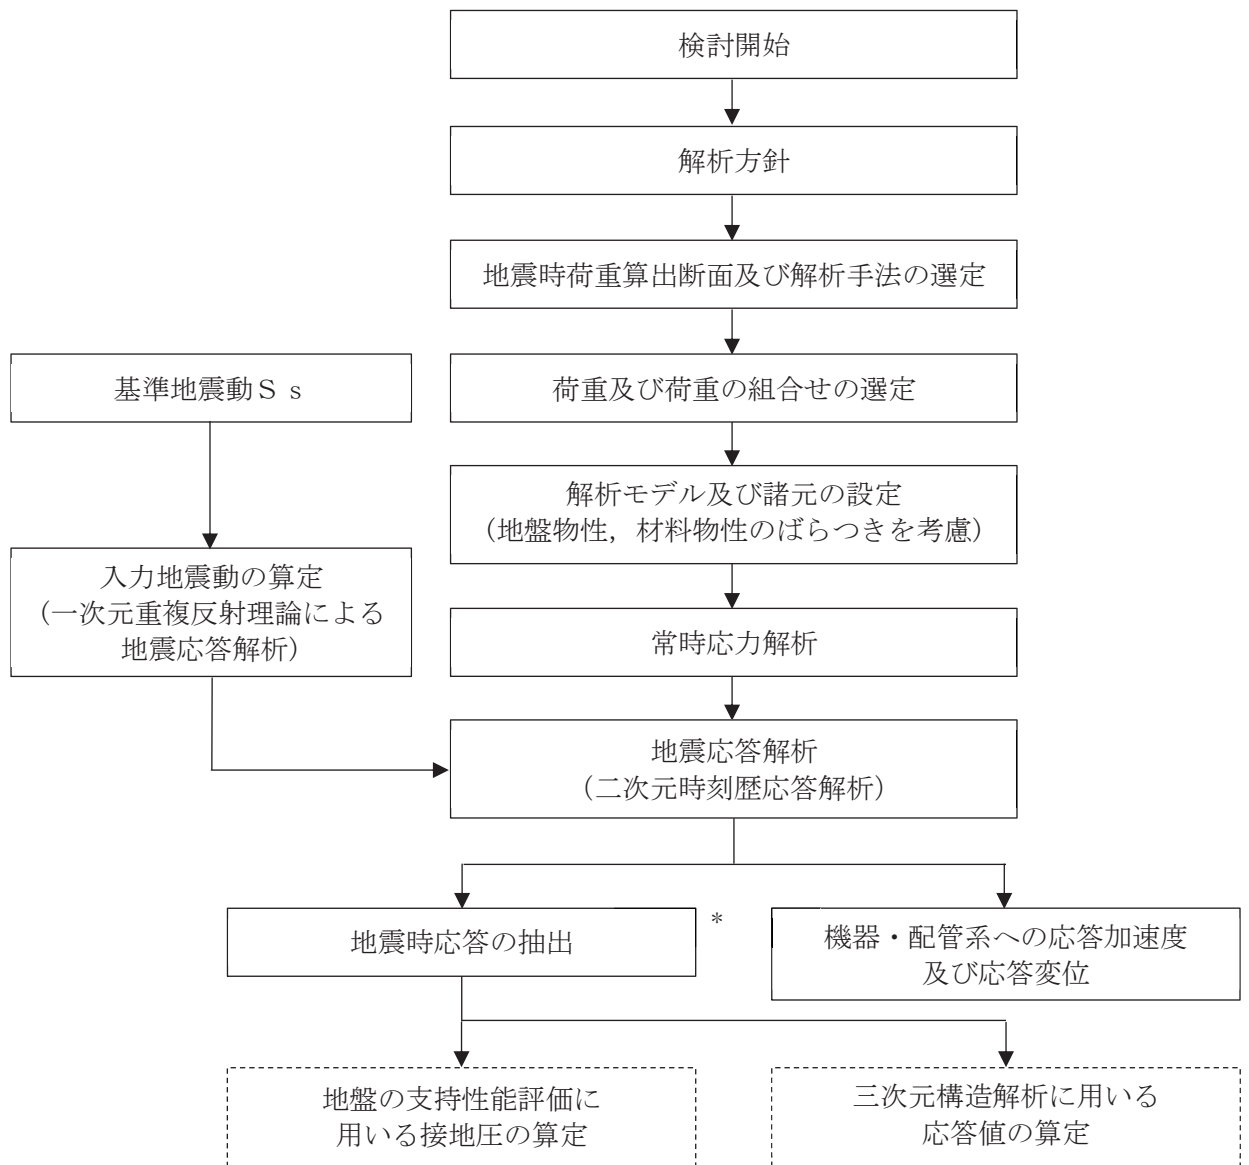 検討開始
解析方針
地震時荷重算出断面及び解析手法の選定
基準地震動Ｓｓ
荷重及び荷重の組合せの選定
解析モデル及び諸元の設定
（地盤物性，材料物性のばらつきを考慮）
入力地震動の算定
（一次元重複反射理論による
地震応答解析）
常時応力解析
地震応答解析
（二次元時刻歴応答解析）
地震時応答の抽出
*
機器・配管系への応答加速度
及び応答変位
地盤の支持性能評価に
用いる接地圧の算定
三次元構造解析に用いる
応答値の算定